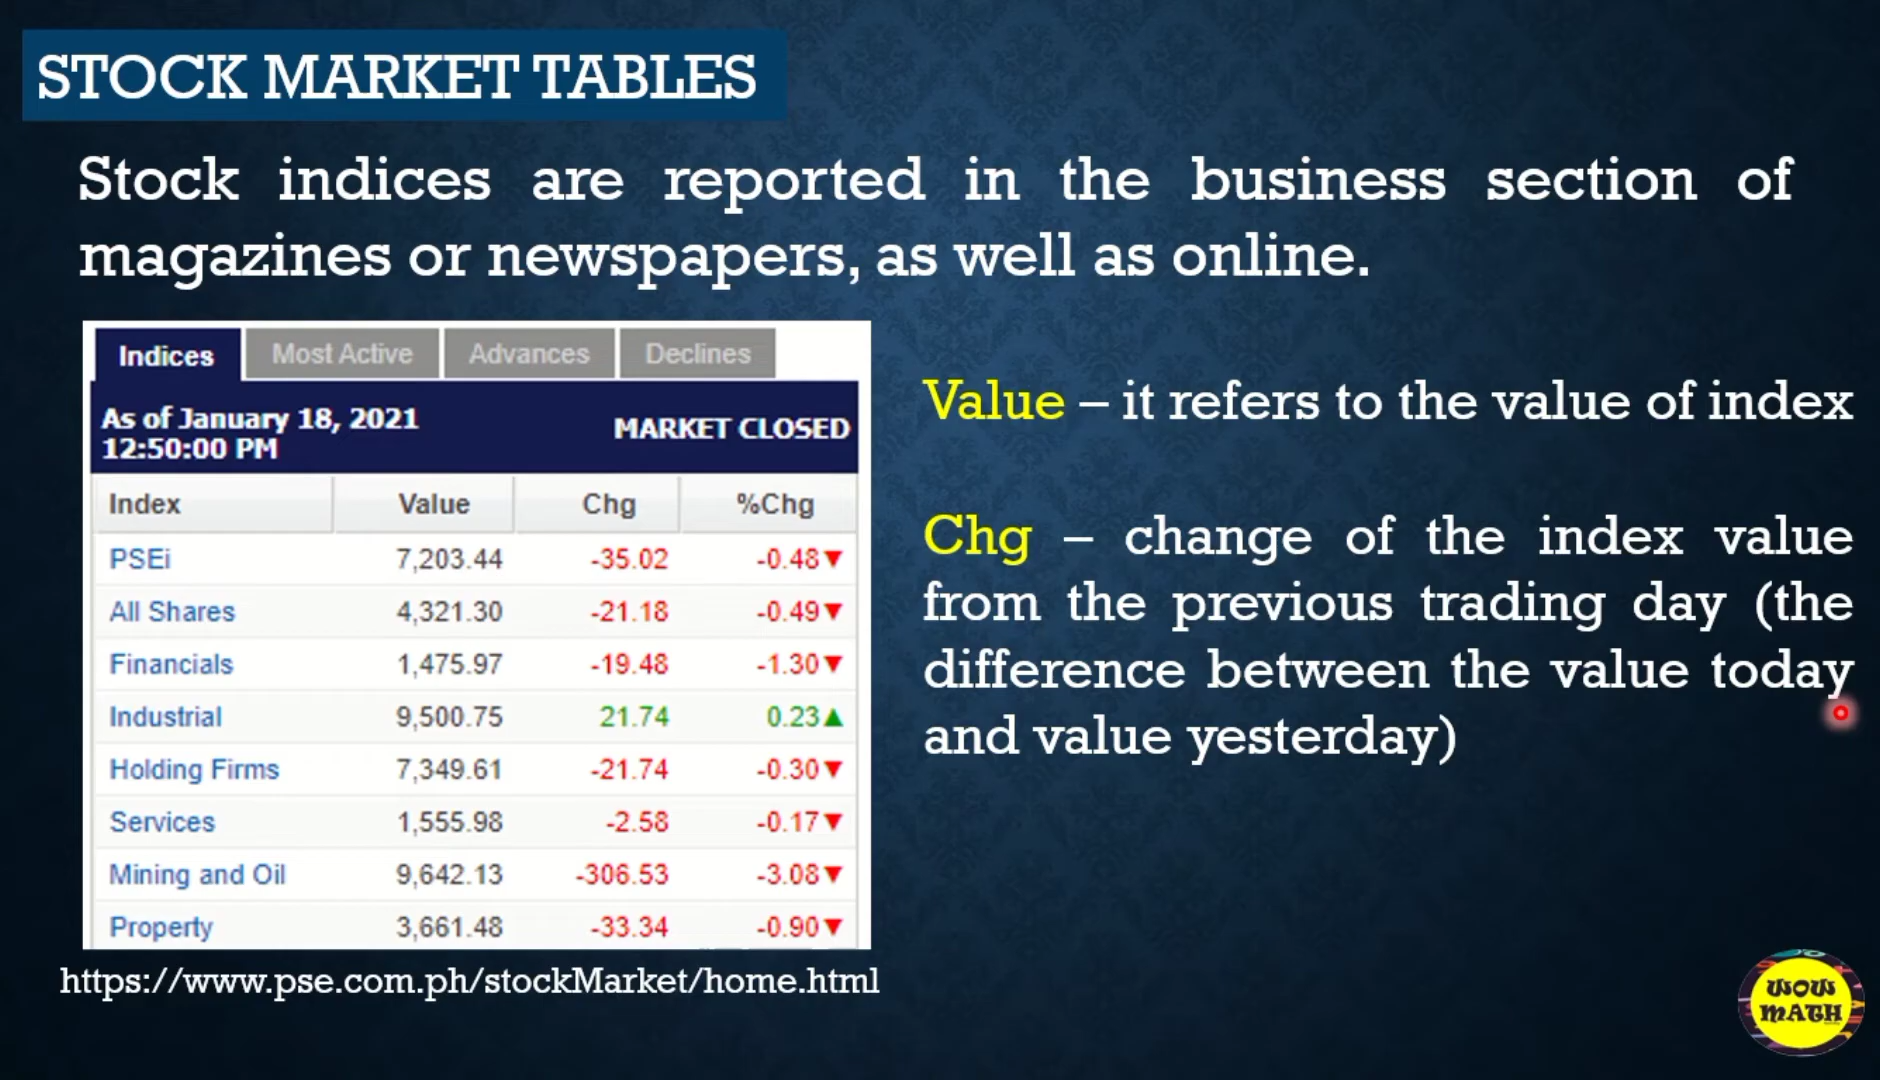 STOCK MARKET TABLES
Stock indices are reported in the business section of
magazines or newspapers, as well as online.
Indices Most Active Advances Declines
As of January 18, 2021
12:50:00 PM
MARKET CLOSED
Index Value Chg %Chg
PSEi 7,203.44 -35.02 -0.48▼
All Shares 4,321.30 -21.18 -0.49▼
Financials 1,475.97 -19.48 -1.30▼
Industrial 9,500.75 21.74 0.23▲
Holding Firms 7,349.61 -21.74 -0.30▼
Services 1,555.98 -2.58 -0.17▼
Mining and Oil 9,642.13 -306.53 -3.08▼
Property 3,661.48 -33.34 -0.90▼
https://www.pse.com.ph/stockMarket/home.html
Value – it refers to the value of index
Chg – change of the index value
from the previous trading day (the
difference between the value today
and value yesterday)
WOW
MATH